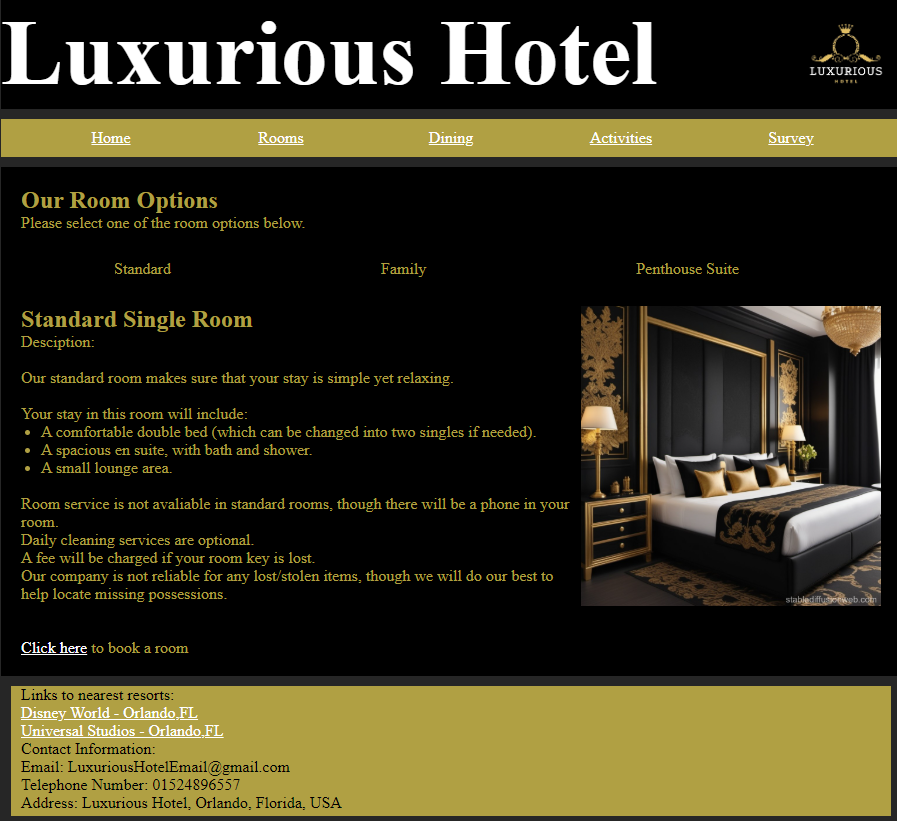 Luxurious Hotel
LUXURIOUS
HOTEL
Home Rooms Dining Activities Survey
Our Room Options
Please select one of the room options below.
Standard Family Penthouse Suite
Standard Single Room
Desciption:
Our standard room makes sure that your stay is simple yet relaxing.
Your stay in this room will include:
• A comfortable double bed (which can be changed into two singles if needed).
• A spacious en suite, with bath and shower.
• A small lounge area.
Room service is not avaliable in standard rooms, though there will be a phone in your
room.
Daily cleaning services are optional.
A fee will be charged if your room key is lost.
Our company is not reliable for any lost/stolen items, though we will do our best to
help locate missing possessions.
stablediffusionweb.com
Click here to book a room
Links to nearest resorts:
Disney World - Orlando,FL
Universal Studios - Orlando,FL
Contact Information:
Email: LuxuriousHotelEmail@gmail.com
Telephone Number: 01524896557
Address: Luxurious Hotel, Orlando, Florida, USA